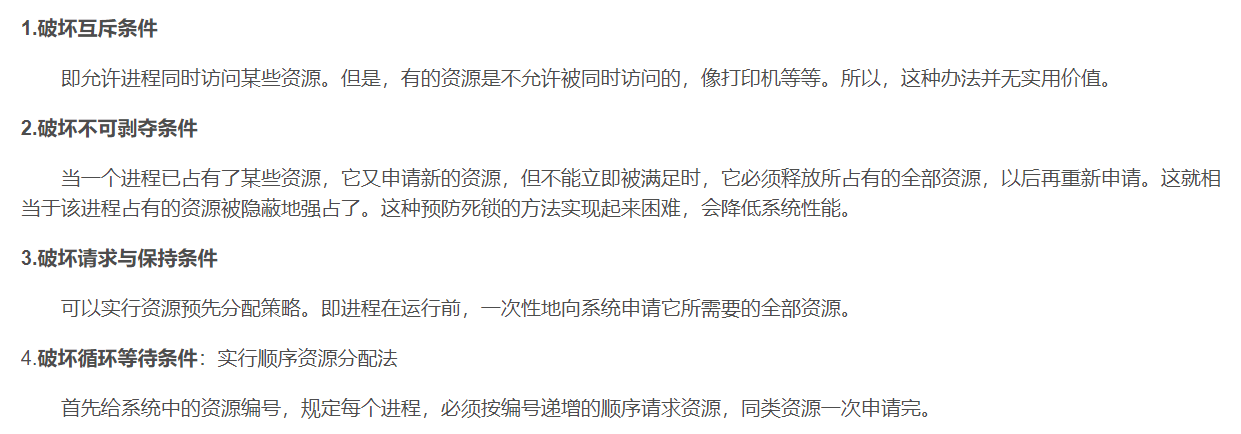 1.破坏互斥条件
即允许进程同时访问某些资源。但是，有的资源是不允许被同时访问的，像打印机等等。所以，这种办法并无实用价值。
2.破坏不可剥夺条件
当一个进程已占有了某些资源，它又申请新的资源，但不能立即被满足时，它必须释放所占有的全部资源，以后再重新申请。这就相
当于该进程占有的资源被隐蔽地强占了。这种预防死锁的方法实现起来困难，会降低系统性能。
3.破坏请求与保持条件
可以实行资源预先分配策略。即进程在运行前，一次性地向系统申请它所需要的全部资源。
4.破坏循环等待条件：实行顺序资源分配法
首先给系统中的资源编号，规定每个进程，必须按编号递增的顺序请求资源，同类资源一次申请完。